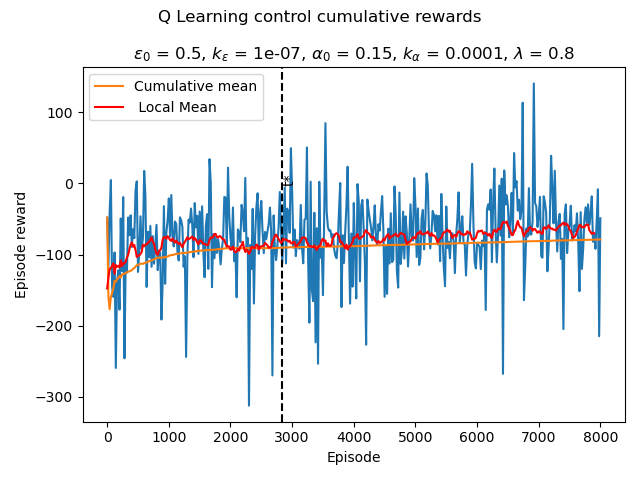 Q Learning control cumulative rewards
ε₀ = 0.5, kε = 1e-07, α₀ = 0.15, kα = 0.0001, λ = 0.8
Cumulative mean
Local Mean
100
0
−100
−200
−300
Episode reward
0 1000 2000 3000 4000 5000 6000 7000 8000
Episode